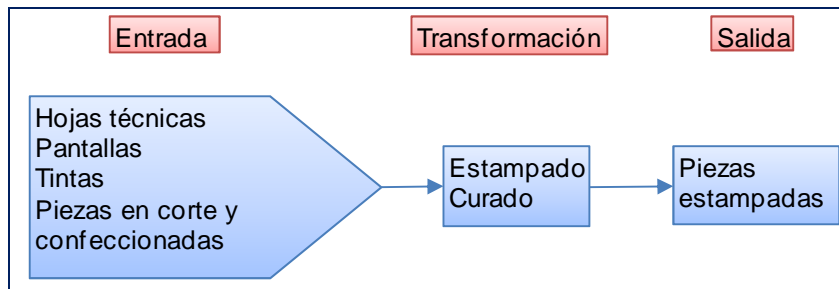 Entrada
Transformación
Salida
Hojas técnicas
Pantallas
Tintas
Piezas en corte y
confeccionadas
Estampado
Curado
Piezas
estampadas